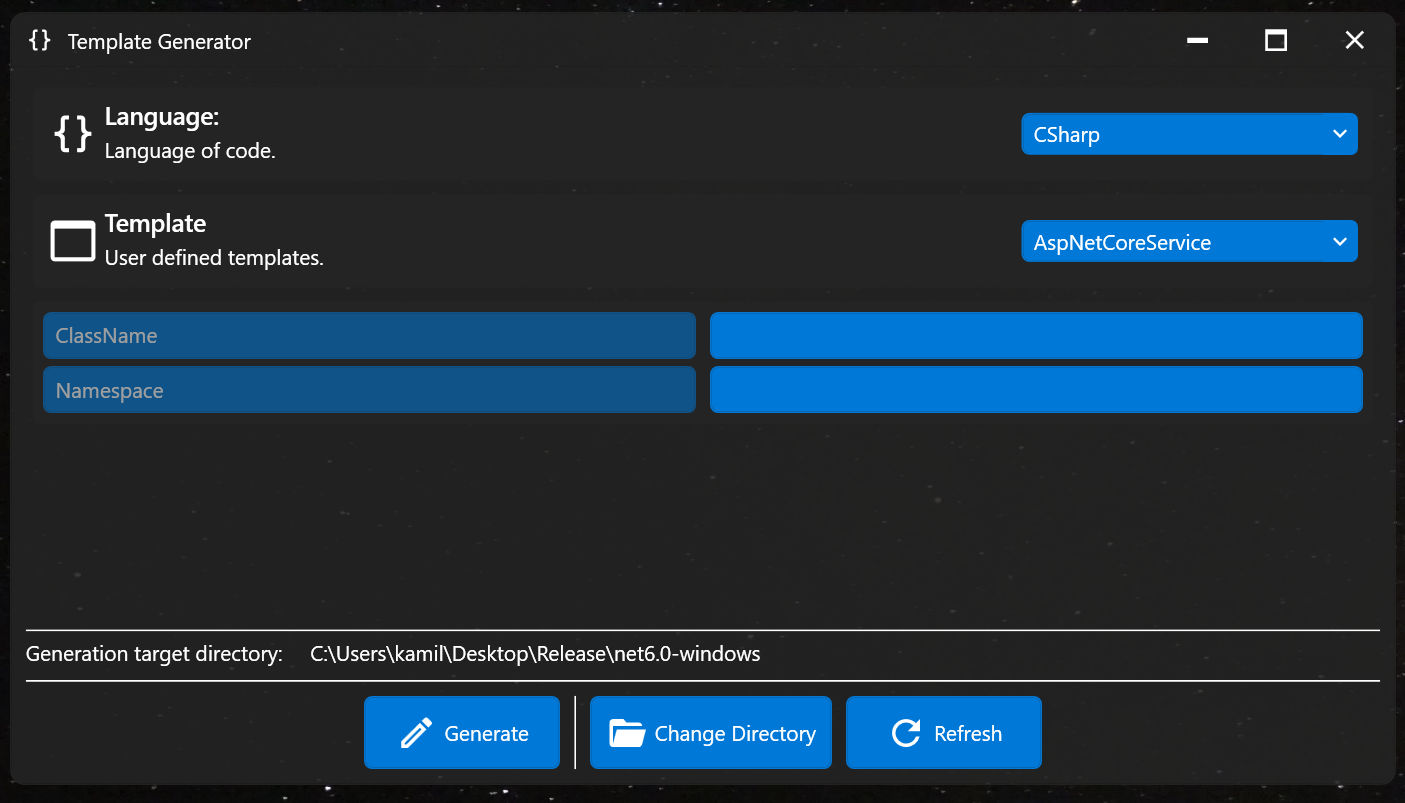 Template Generator
Language:
Language of code.
CSharp
Template
User defined templates.
AspNetCoreService
ClassName
Namespace
Generation target directory: C:\Users\kamil\Desktop\Release\net6.0-windows
Generate
Change Directory
Refresh